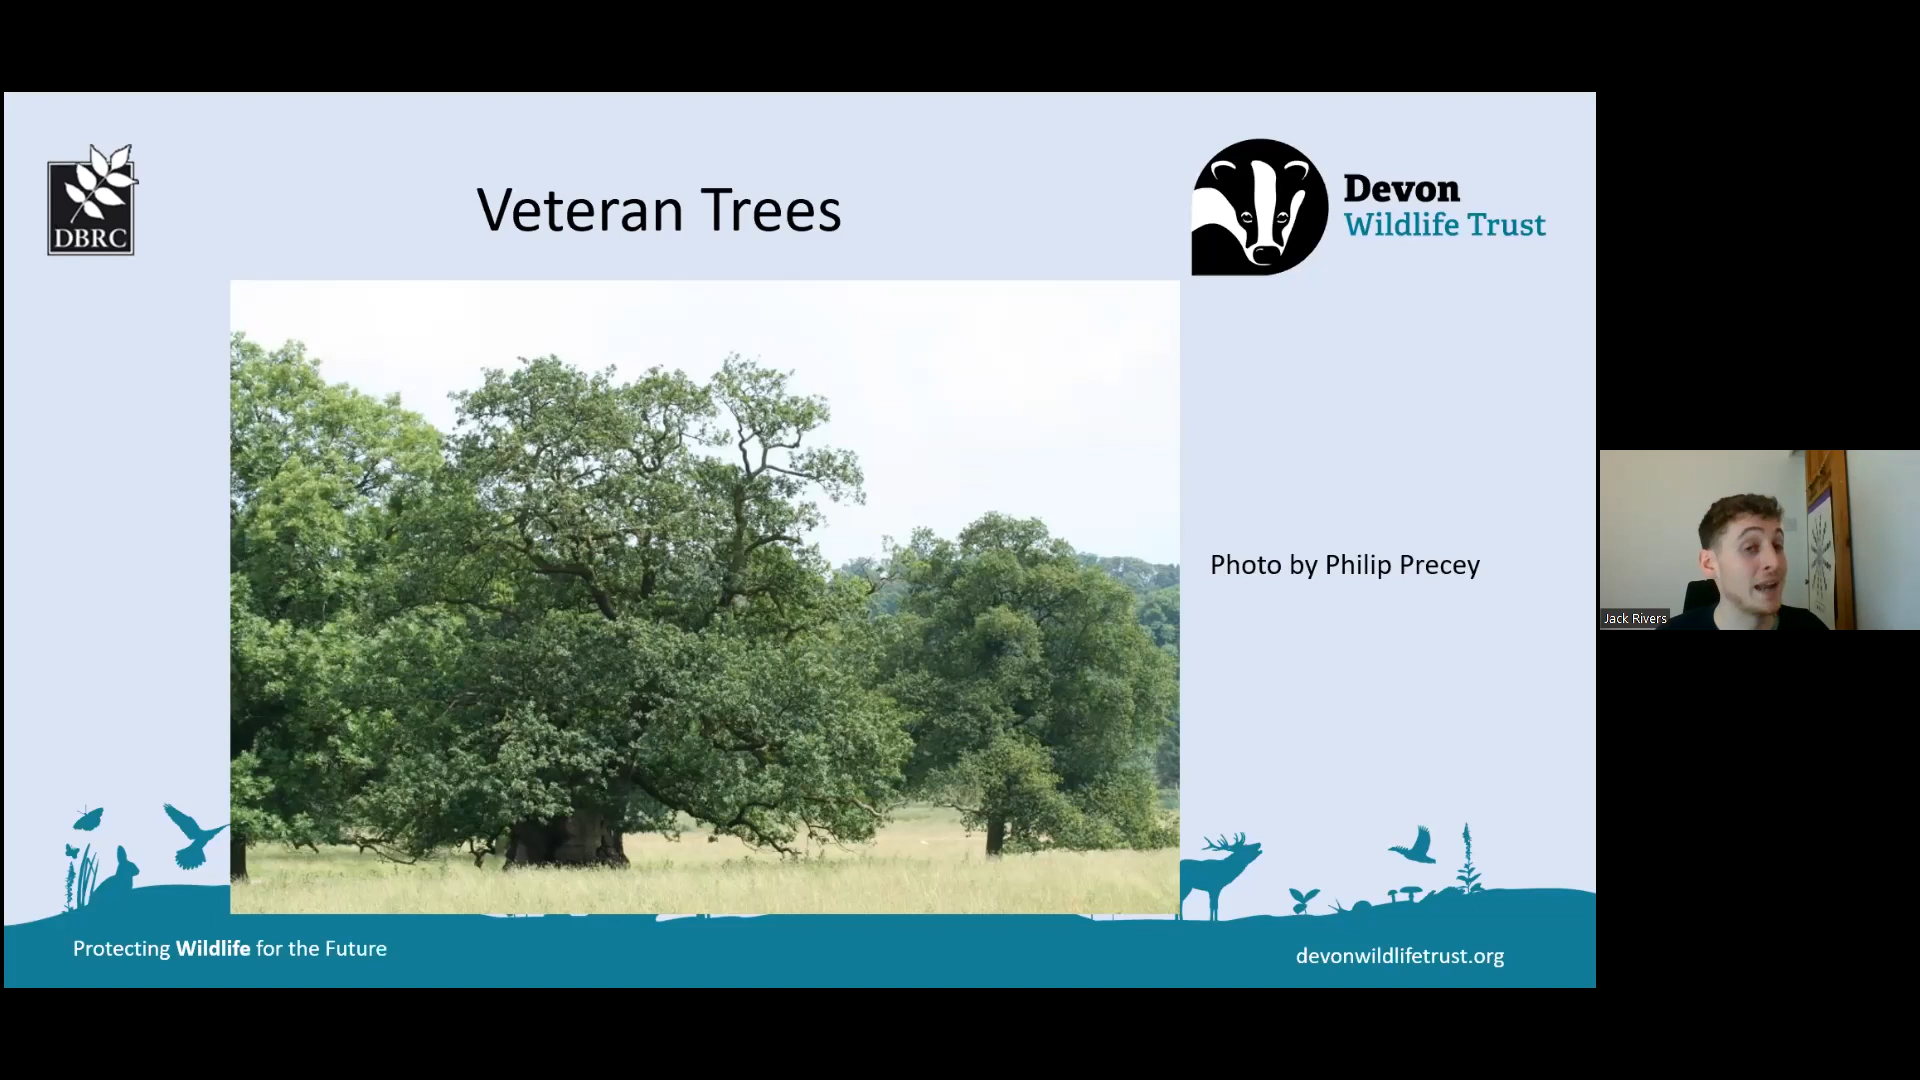 DBRC
Veteran Trees
Devon
Wildlife Trust
Photo by Philip Precey
Jack Rivers
Protecting Wildlife for the Future
devonwildlifetrust.org